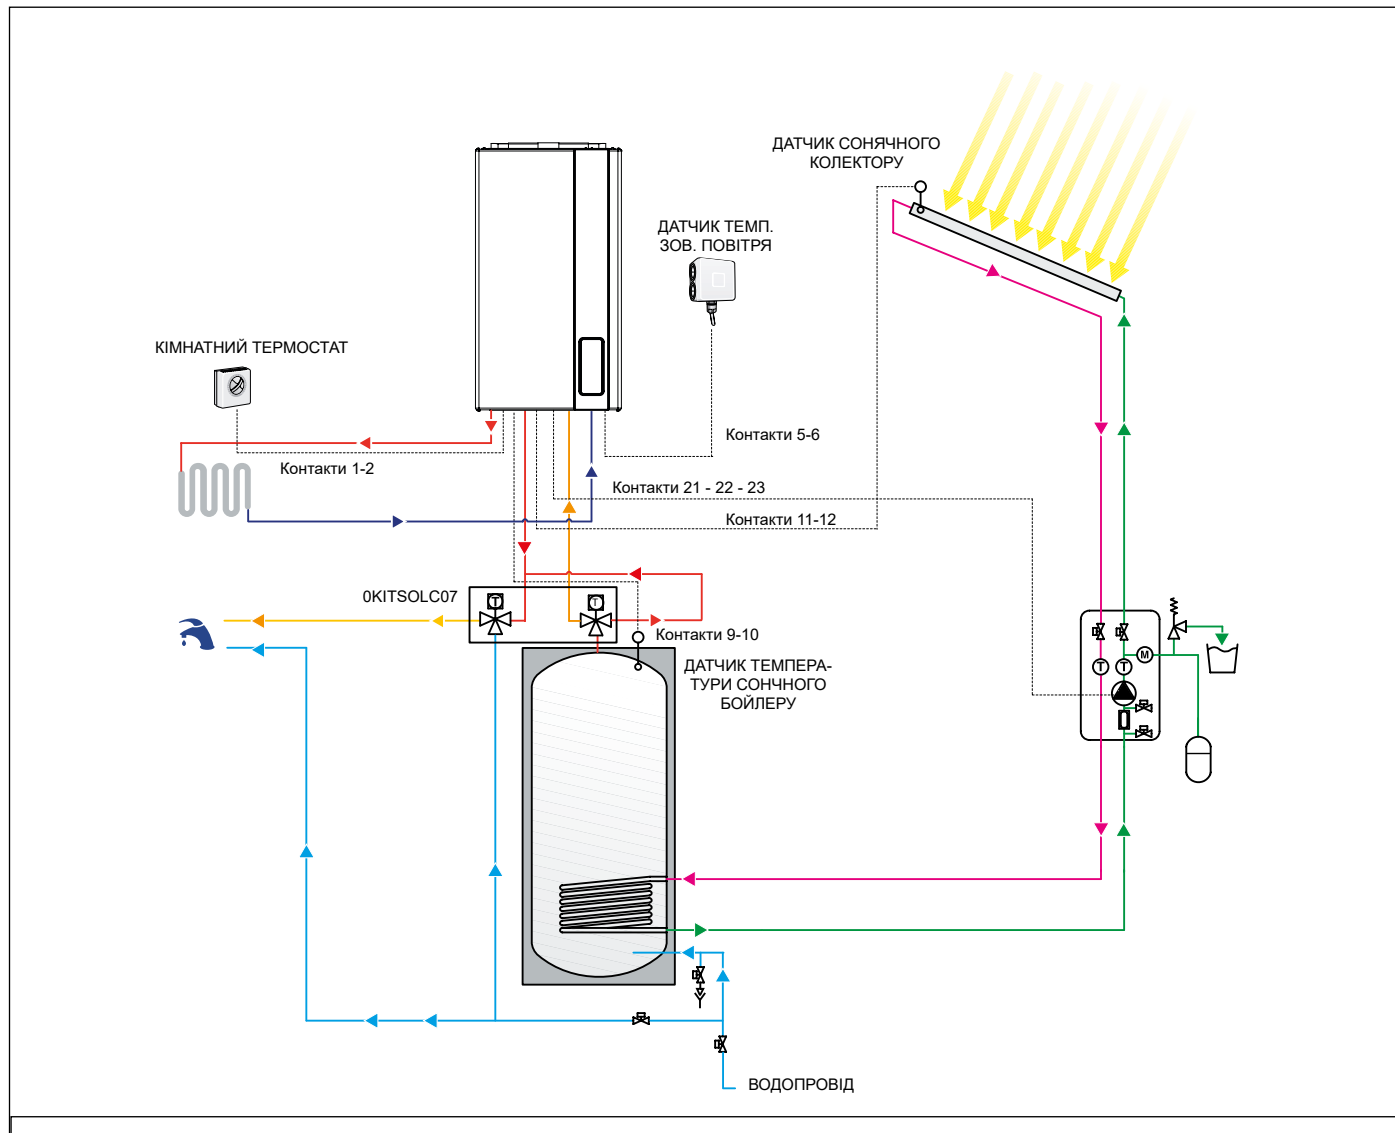 ДАТЧИК СОНЯЧНОГО
КОЛЕКТОРУ
ДАТЧИК ТЕМП.
ЗОВ. ПОВІТРЯ
КІМНАТНИЙ ТЕРМОСТАТ
Контакти 5-6
Контакти 1-2
Контакти 21 - 22 - 23
Контакти 11-12
0KITSOLC07
T
T
Контакти 9-10
ДАТЧИК ТЕМПЕРА-
ТУРИ СОНЧНОГО
БОЙЛЕРУ
M
T
T
ВОДОПРОВІД